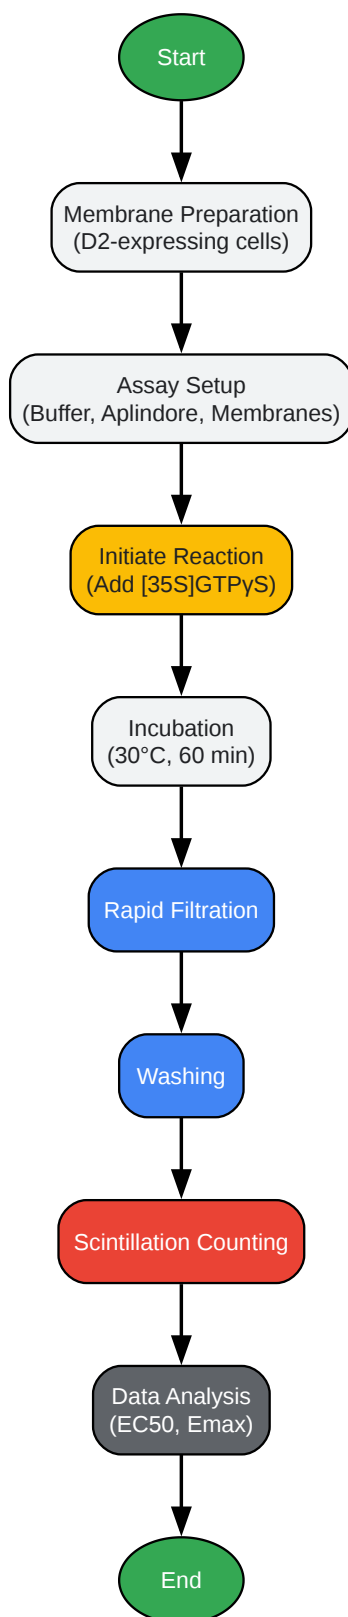 Start
Membrane Preparation
(D2-expressing cells)
Assay Setup
(Buffer, Aplindore, Membranes)
Initiate Reaction
(Add [35S]GTPγS)
Incubation
(30°C, 60 min)
Rapid Filtration
Washing
Scintillation Counting
Data Analysis
(EC50, Emax)
End